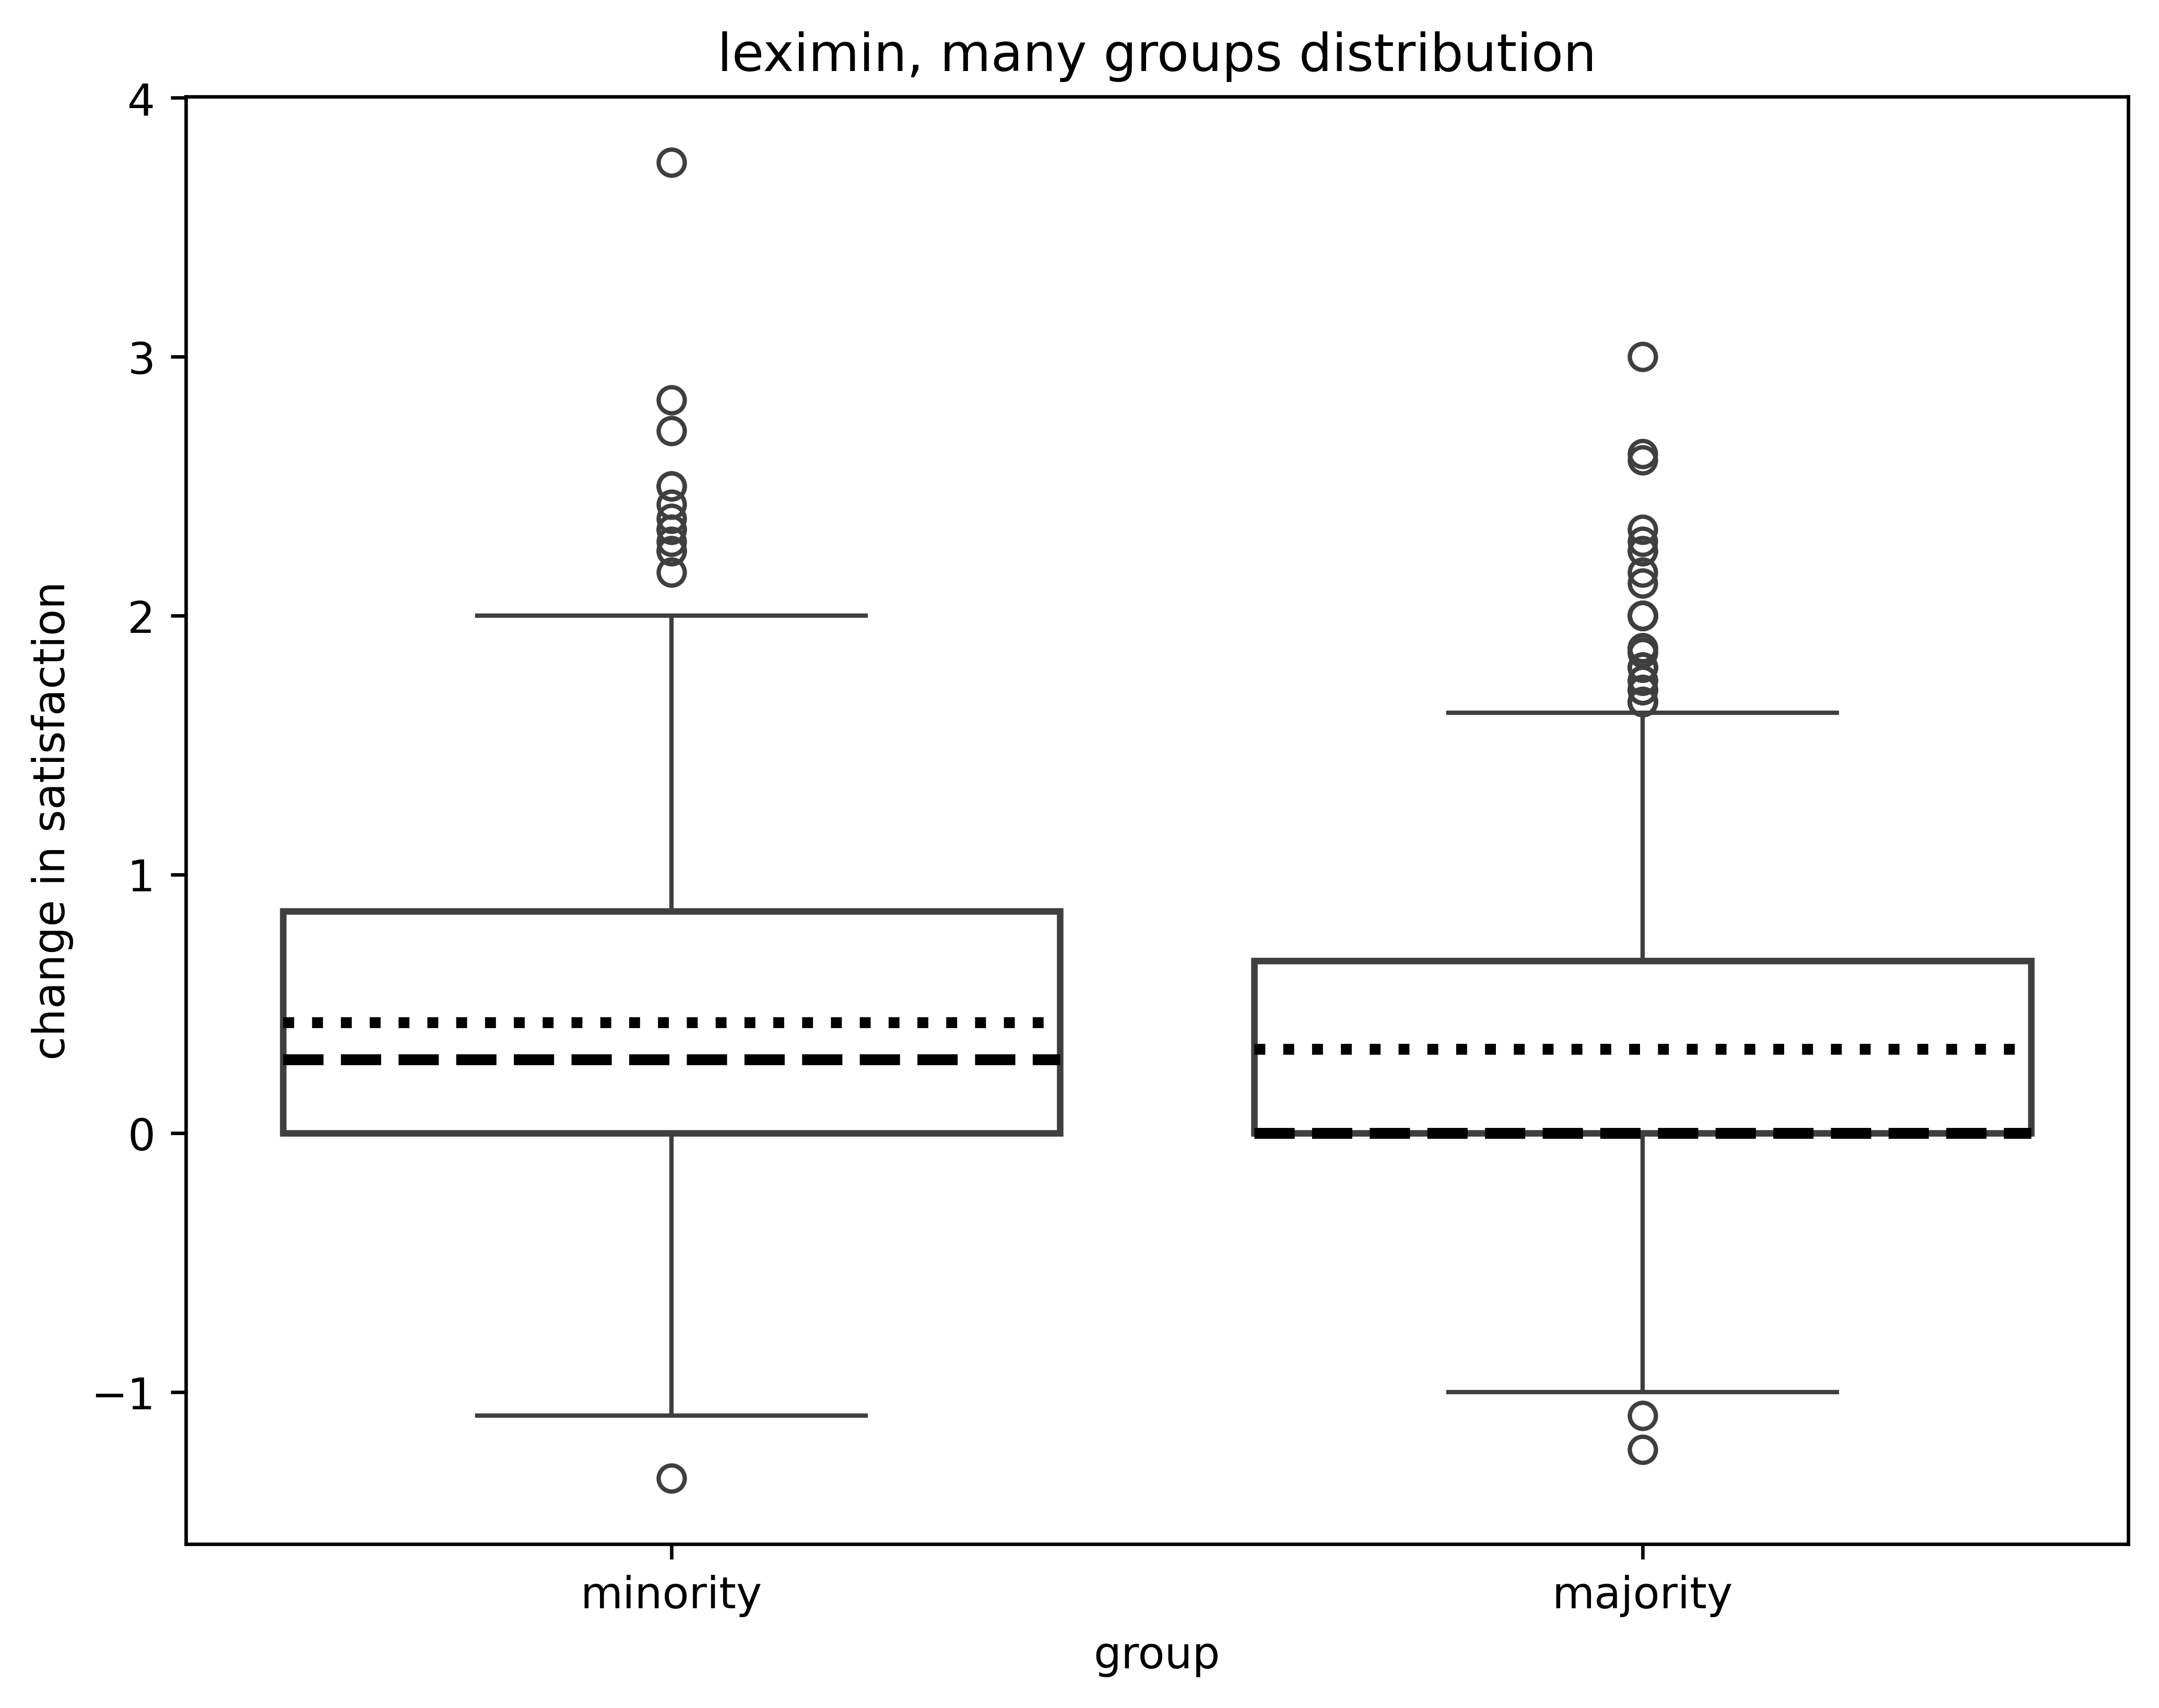 leximin, many groups distribution
4
3
2
1
0
−1
change in satisfaction
minority
majority
group